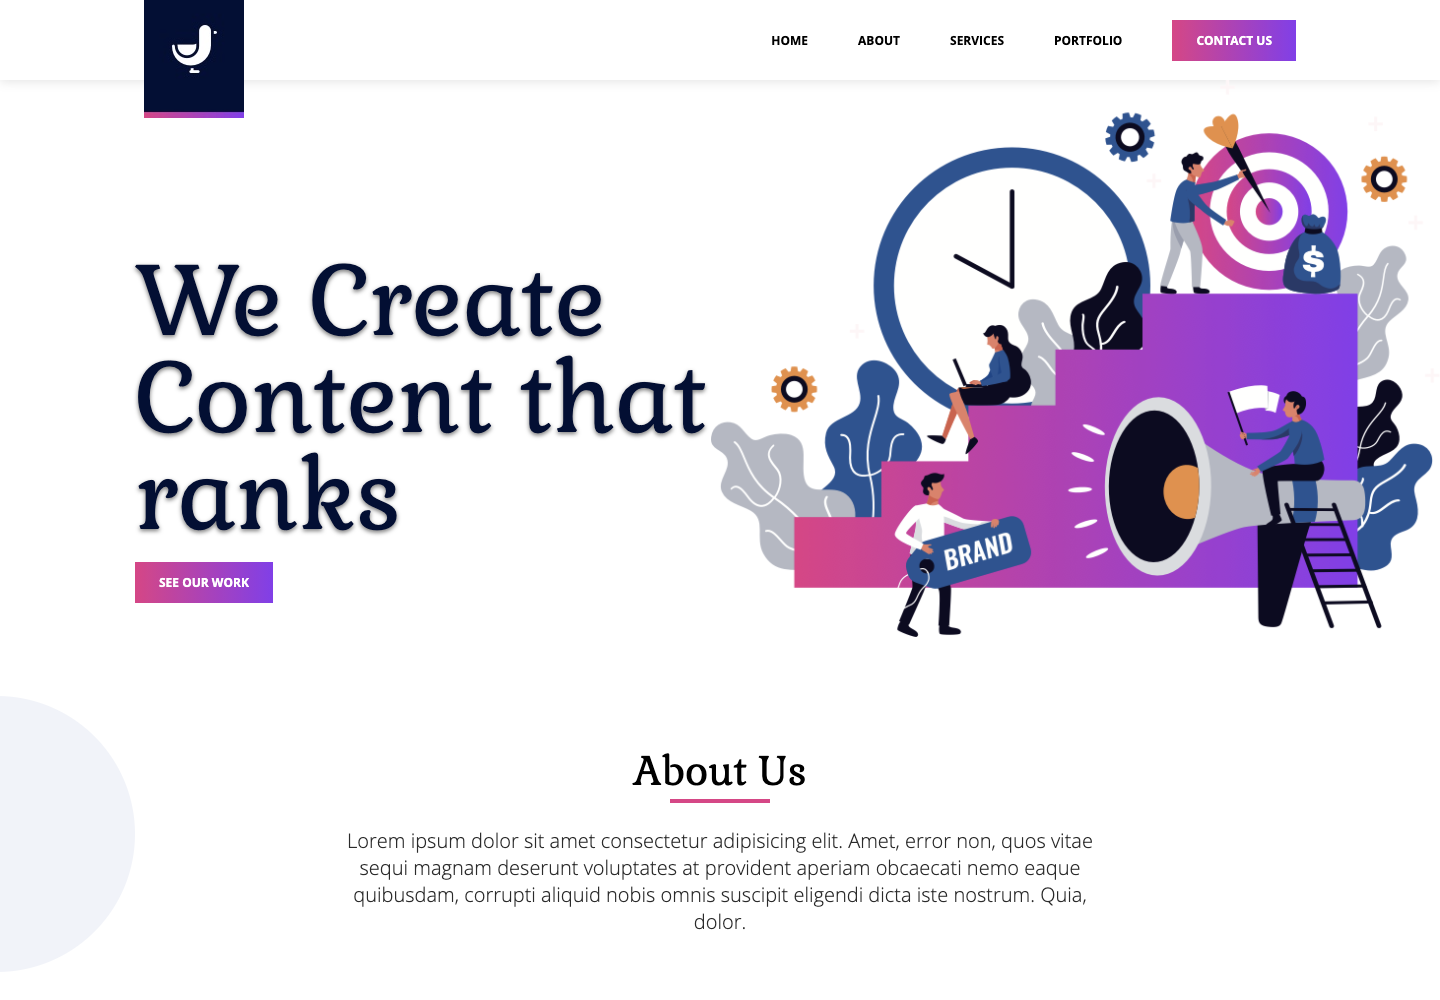 HOME ABOUT SERVICES PORTFOLIO CONTACT US
We Create
Content that
ranks
SEE OUR WORK
$
BRAND
About Us
Lorem ipsum dolor sit amet consectetur adipisicing elit. Amet, error non, quos vitae
sequi magnam deserunt voluptates at provident aperiam obcaecati nemo eaque
quibusdam, corrupti aliquid nobis omnis suscipit eligendi dicta iste nostrum. Quia,
dolor.